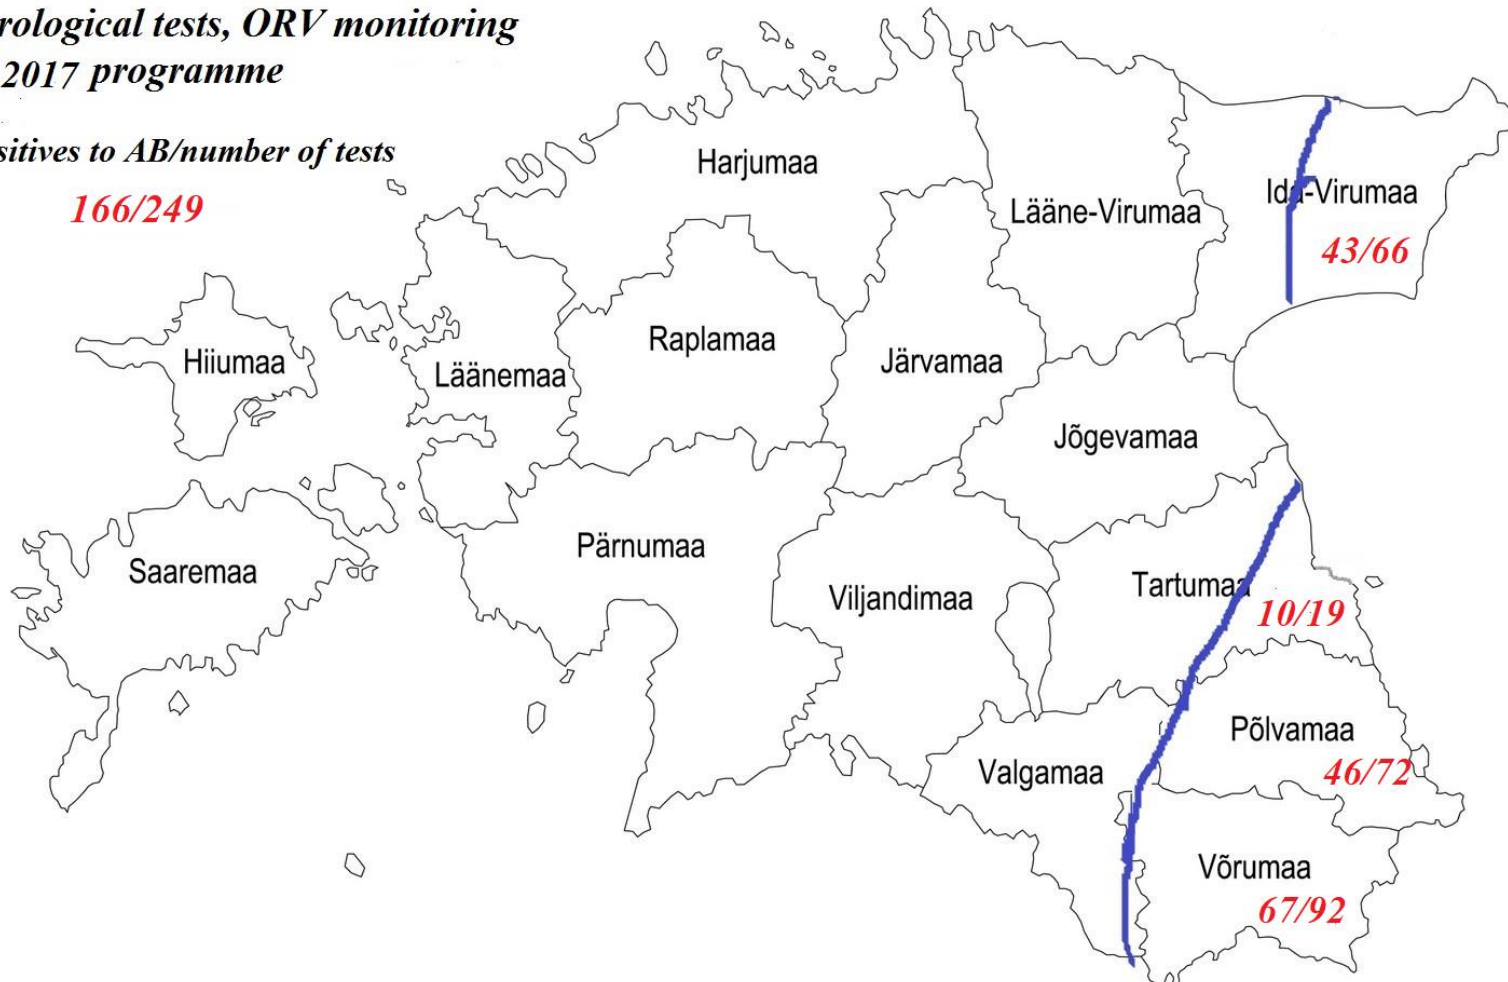 rological tests, ORV monitoring
2017 programme
sitives to AB/number of tests
166/249
Harjumaa
Ida-Virumaa
Lääne-Virumaa
43/66
Hiiumaa
Läänemaa
Raplamaa
Järvamaa
Jõgevamaa
Saaremaa
Pärnumaa
Viljandimaa
Tartumaa
10/19
Põlvamaa
46/72
Valgamaa
Võrumaa
67/92